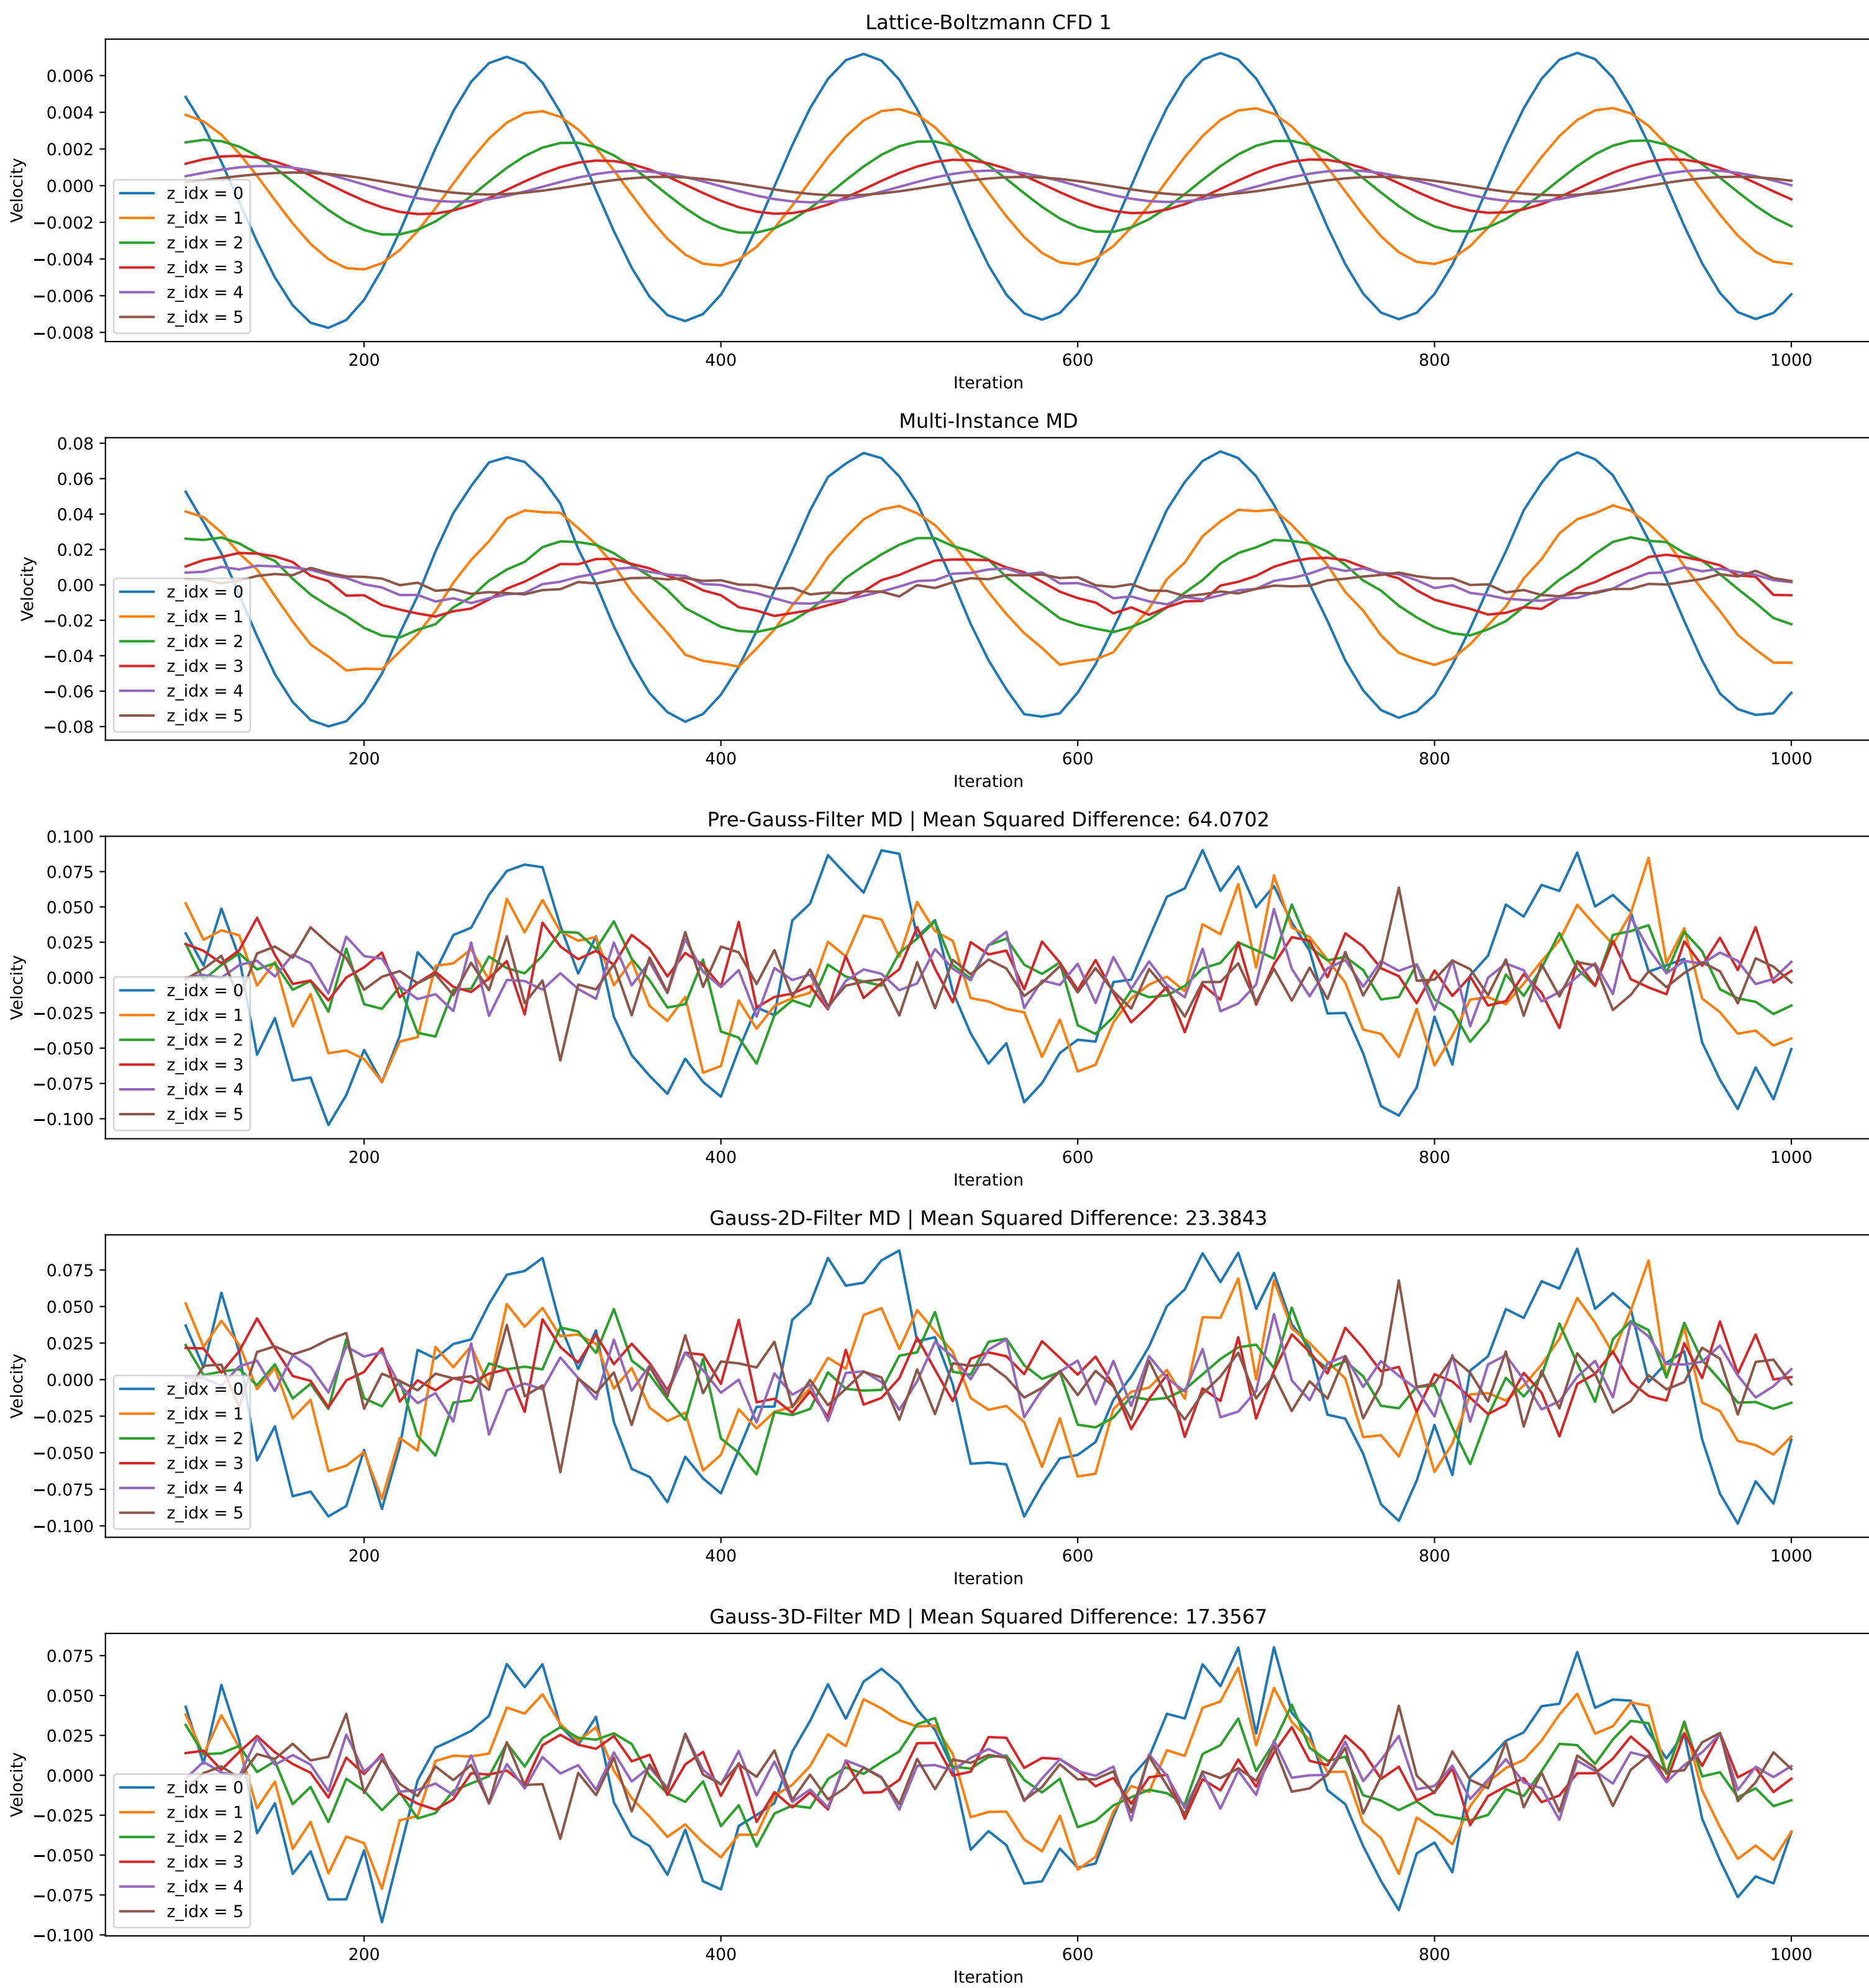 Lattice-Boltzmann CFD 1
Velocity
0.006
0.004
0.002
0.000
−0.002
−0.004
−0.006
−0.008
z_idx = 0
z_idx = 1
z_idx = 2
z_idx = 3
z_idx = 4
z_idx = 5
200 400 600 800 1000
Iteration
Multi-Instance MD
Velocity
0.08
0.06
0.04
0.02
0.00
−0.02
−0.04
−0.06
−0.08
z_idx = 0
z_idx = 1
z_idx = 2
z_idx = 3
z_idx = 4
z_idx = 5
200 400 600 800 1000
Iteration
Pre-Gauss-Filter MD | Mean Squared Difference: 64.0702
Velocity
0.100
0.075
0.050
0.025
0.000
−0.025
−0.050
−0.075
−0.100
z_idx = 0
z_idx = 1
z_idx = 2
z_idx = 3
z_idx = 4
z_idx = 5
200 400 600 800 1000
Iteration
Gauss-2D-Filter MD | Mean Squared Difference: 23.3843
Velocity
0.075
0.050
0.025
0.000
−0.025
−0.050
−0.075
−0.100
z_idx = 0
z_idx = 1
z_idx = 2
z_idx = 3
z_idx = 4
z_idx = 5
200 400 600 800 1000
Iteration
Gauss-3D-Filter MD | Mean Squared Difference: 17.3567
Velocity
0.075
0.050
0.025
0.000
−0.025
−0.050
−0.075
−0.100
z_idx = 0
z_idx = 1
z_idx = 2
z_idx = 3
z_idx = 4
z_idx = 5
200 400 600 800 1000
Iteration